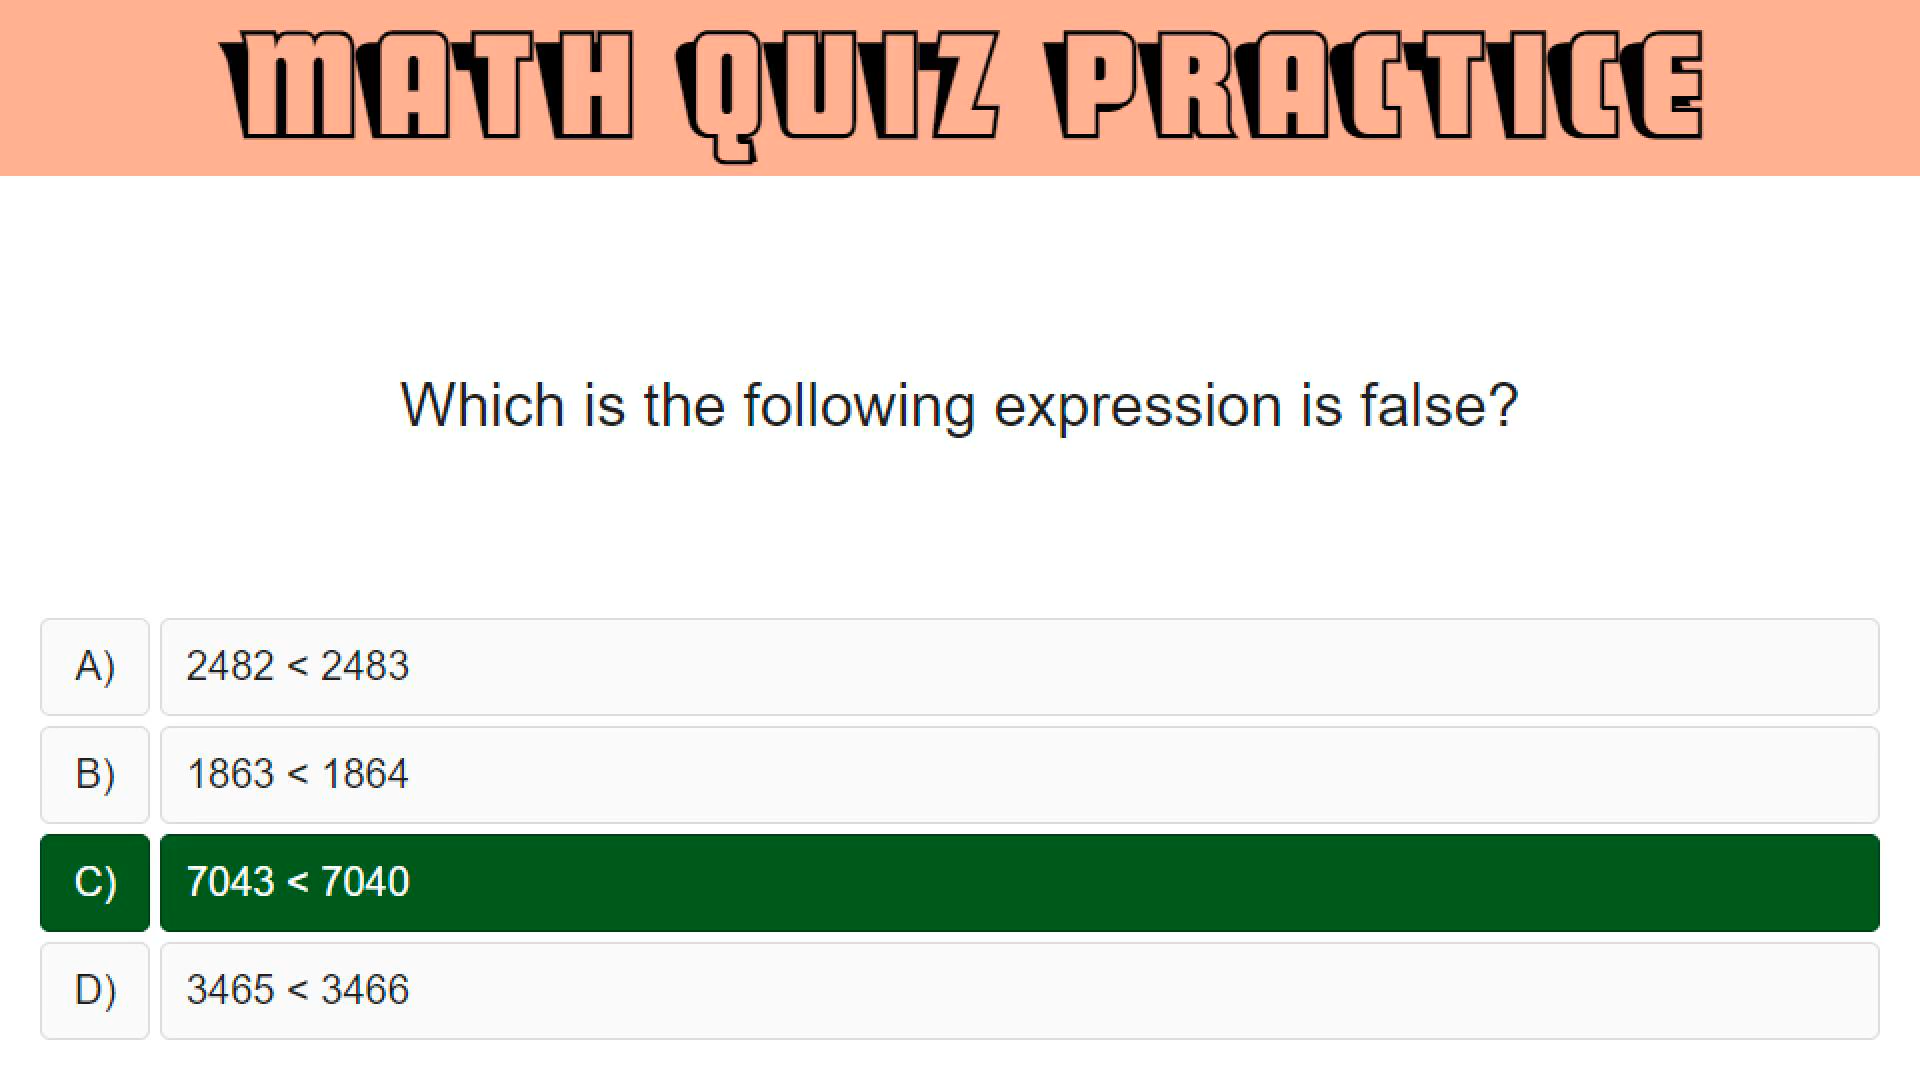 MATH QUIZ PRACTICE
Which is the following expression is false?
A) 2482 < 2483
B) 1863 < 1864
C) 7043 < 7040
D) 3465 < 3466